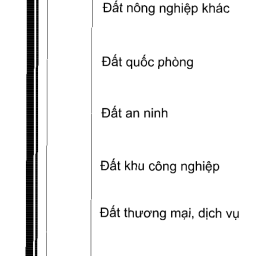 Đất nông nghiệp khác
Đất quốc phòng
Đất an ninh
Đất khu công nghiệp
Đất thương mại, dịch vụ